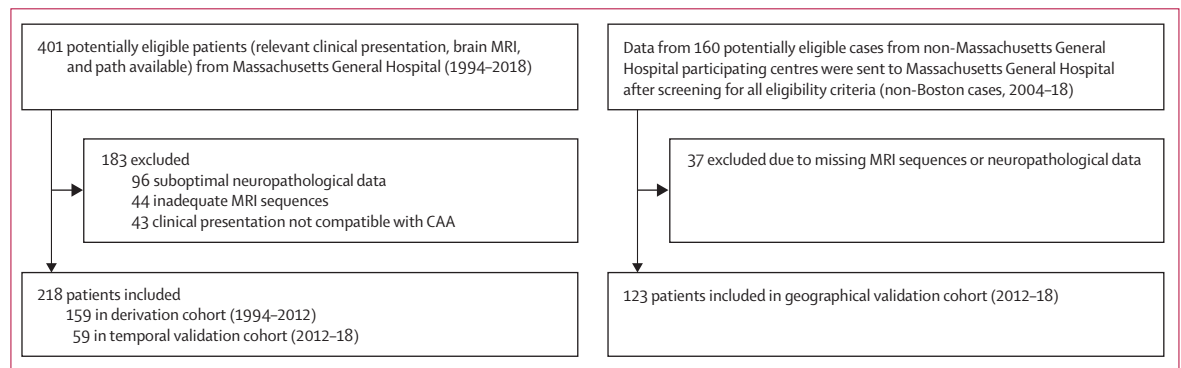 401 potentially eligible patients (relevant clinical presentation, brain MRI,
and path available) from Massachusetts General Hospital (1994–2018)
183 excluded
96 suboptimal neuropathological data
44 inadequate MRI sequences
43 clinical presentation not compatible with CAA
218 patients included
159 in derivation cohort (1994–2012)
59 in temporal validation cohort (2012–18)
Data from 160 potentially eligible cases from non-Massachusetts General
Hospital participating centres were sent to Massachusetts General Hospital
after screening for all eligibility criteria (non-Boston cases, 2004–18)
37 excluded due to missing MRI sequences or neuropathological data
123 patients included in geographical validation cohort (2012–18)